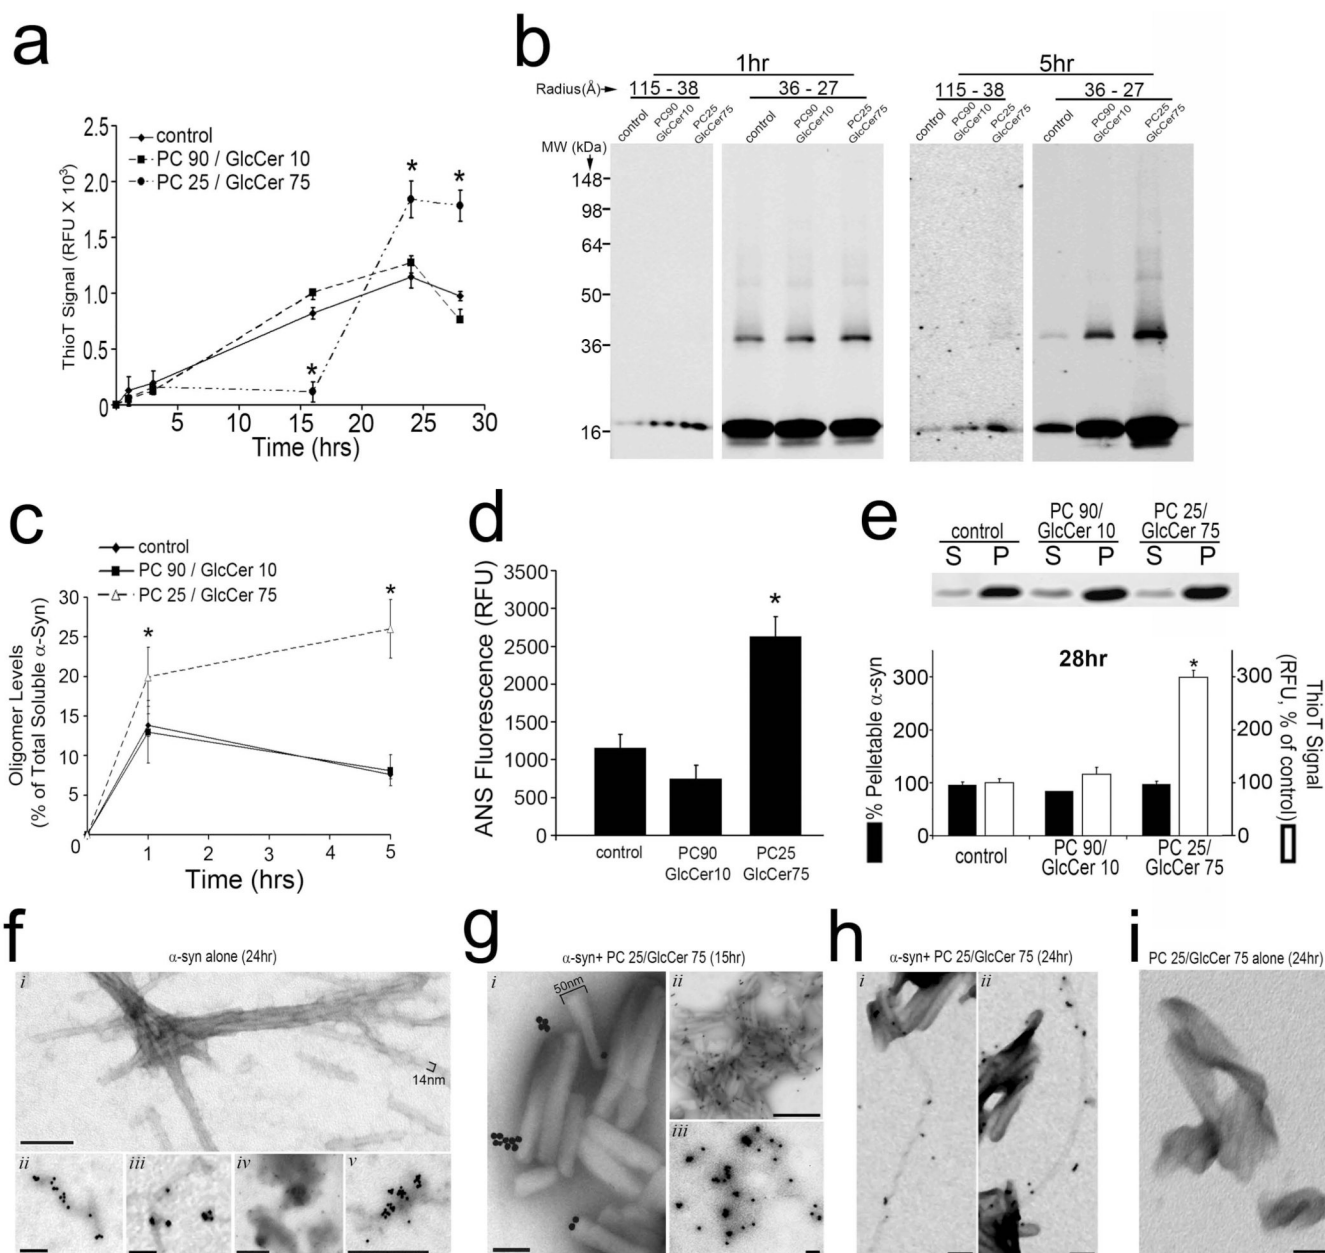 a
2.5
2.0
1.5
1.0
0.5
0
ThioT Signal (RFU X 10³)
control
PC 90 / GlcCer 10
PC 25 / GlcCer 75
*
*
*
5 10 15 20 25 30
Time (hrs)
b
1hr
5hr
Radius(Å)
115 - 38
36 - 27
115 - 38
36 - 27
control
PC90
GlcCer10
PC25
GlcCer75
control
PC90
GlcCer10
PC25
GlcCer75
control
PC90
GlcCer10
PC25
GlcCer75
control
PC90
GlcCer10
PC25
GlcCer75
MW (kDa)
148
98
64
50
36
16
c
control
PC 90 / GlcCer 10
PC 25 / GlcCer 75
Oligomer Levels
(% of Total Soluble α-Syn)
30
25
20
15
10
5
0
*
*
1 2 3 4 5
Time (hrs)
d
ANS Fluorescence (RFU)
3500
3000
2500
2000
1500
1000
500
0
*
control
PC90
GlcCer10
PC25
GlcCer75
e
control
PC 90/
GlcCer 10
PC 25/
GlcCer 75
S P S P S P
28hr
% Pelletable α-syn
300
200
100
0
*
300
200
100
0
ThioT Signal
(RFU, % of control)
control
PC 90/
GlcCer 10
PC 25/
GlcCer 75
f
α-syn alone (24hr)
i
14nm
ii
iii
iv
v
g
α-syn+ PC 25/GlcCer 75 (15hr)
i
50nm
ii
iii
h
α-syn+ PC 25/GlcCer 75 (24hr)
i
ii
i
PC 25/GlcCer 75 alone (24hr)